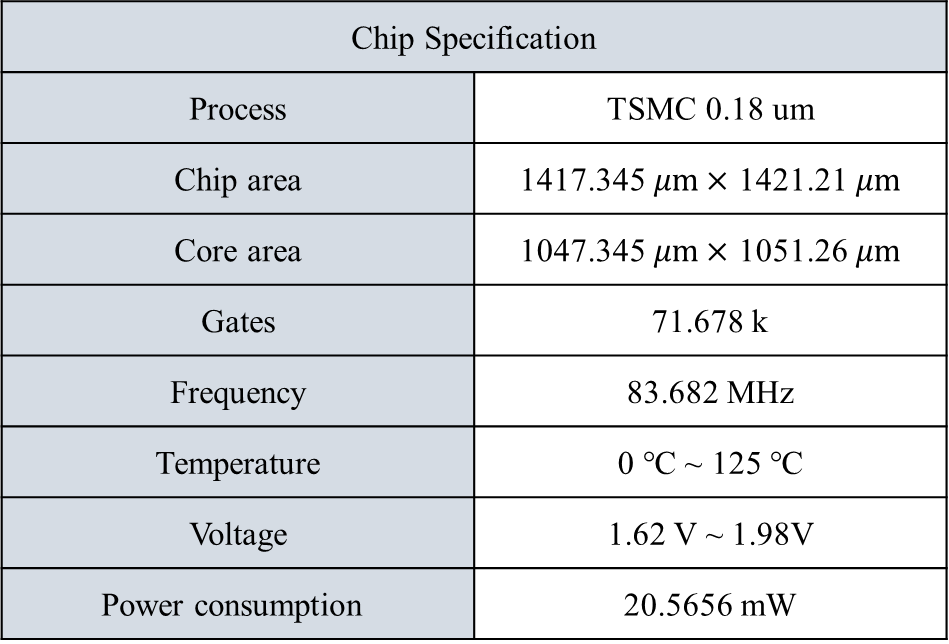 Chip Specification
Process TSMC 0.18 um
Chip area 1417.345 μm × 1421.21 μm
Core area 1047.345 μm × 1051.26 μm
Gates 71.678 k
Frequency 83.682 MHz
Temperature 0 ℃ ~ 125 ℃
Voltage 1.62 V ~ 1.98V
Power consumption 20.5656 mW